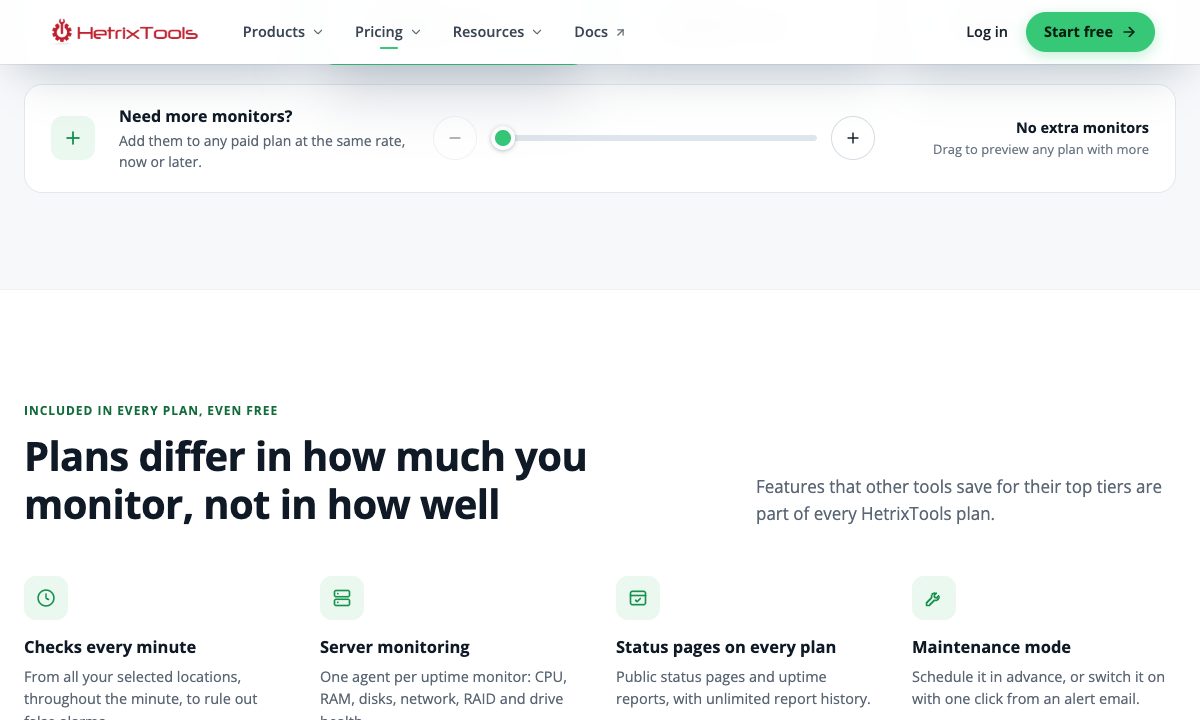 HetrixTools
Products
Pricing
Resources
Docs
Log in
Start free
Need more monitors?
Add them to any paid plan at the same rate,
now or later.
No extra monitors
Drag to preview any plan with more
INCLUDED IN EVERY PLAN, EVEN FREE
Plans differ in how much you
monitor, not in how well
Features that other tools save for their top tiers are
part of every HetrixTools plan.
Checks every minute
From all your selected locations,
throughout the minute, to rule out
false alarms.
Server monitoring
One agent per uptime monitor: CPU,
RAM, disks, network, RAID and drive
health.
Status pages on every plan
Public status pages and uptime
reports, with unlimited report history.
Maintenance mode
Schedule it in advance, or switch it on
with one click from an alert email.